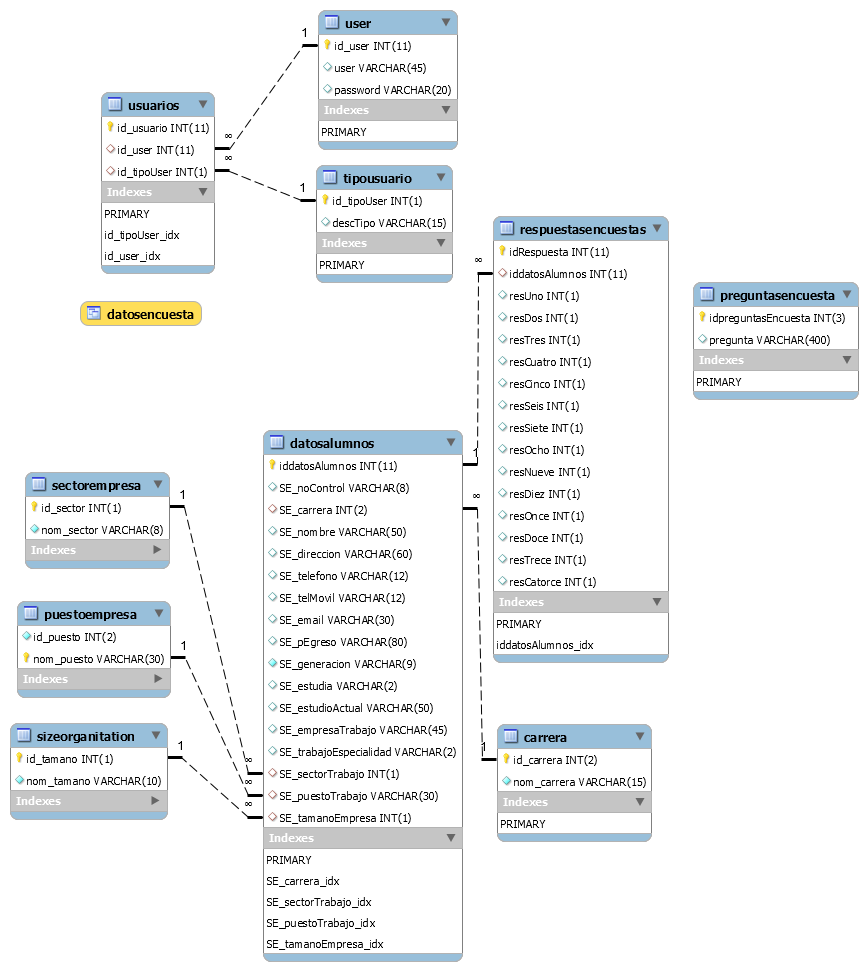 user
id_user INT(11)
user VARCHAR(45)
password VARCHAR(20)
Indexes
PRIMARY
1
usuarios
id_usuario INT(11)
id_user INT(11)
id_tipoUser INT(1)
Indexes
PRIMARY
id_tipoUser_idx
id_user_idx
∞
∞
1
tipousuario
id_tipoUser INT(1)
descTipo VARCHAR(15)
Indexes
PRIMARY
datosencuesta
respuestasencuestas
idRespuesta INT(11)
iddatosAlumnos INT(11)
resUno INT(1)
resDos INT(1)
resTres INT(1)
resCuatro INT(1)
resCinco INT(1)
resSeis INT(1)
resSiete INT(1)
resOcho INT(1)
resNueve INT(1)
resDiez INT(1)
resOnce INT(1)
resDoce INT(1)
resTrece INT(1)
resCatorce INT(1)
Indexes
PRIMARY
iddatosAlumnos_idx
∞
1
preguntasencuesta
idpreguntasEncuesta INT(3)
pregunta VARCHAR(400)
Indexes
PRIMARY
datosalumnos
iddatosAlumnos INT(11)
SE_noControl VARCHAR(8)
SE_carrera INT(2)
SE_nombre VARCHAR(50)
SE_direccion VARCHAR(60)
SE_telefono VARCHAR(12)
SE_telMovil VARCHAR(12)
SE_email VARCHAR(30)
SE_pEgreso VARCHAR(80)
SE_generacion VARCHAR(9)
SE_estudia VARCHAR(2)
SE_estudioActual VARCHAR(50)
SE_empresaTrabajo VARCHAR(45)
SE_trabajoEspecialidad VARCHAR(2)
SE_sectorTrabajo INT(1)
SE_puestoTrabajo VARCHAR(30)
SE_tamanoEmpresa INT(1)
Indexes
PRIMARY
SE_carrera_idx
SE_sectorTrabajo_idx
SE_puestoTrabajo_idx
SE_tamanoEmpresa_idx
∞
1
sectorempresa
id_sector INT(1)
nom_sector VARCHAR(8)
Indexes
1
puestoempresa
id_puesto INT(2)
nom_puesto VARCHAR(30)
Indexes
1
sizeorganitation
id_tamano INT(1)
nom_tamano VARCHAR(10)
Indexes
1
∞
∞
∞
carrera
id_carrera INT(2)
nom_carrera VARCHAR(15)
Indexes
PRIMARY